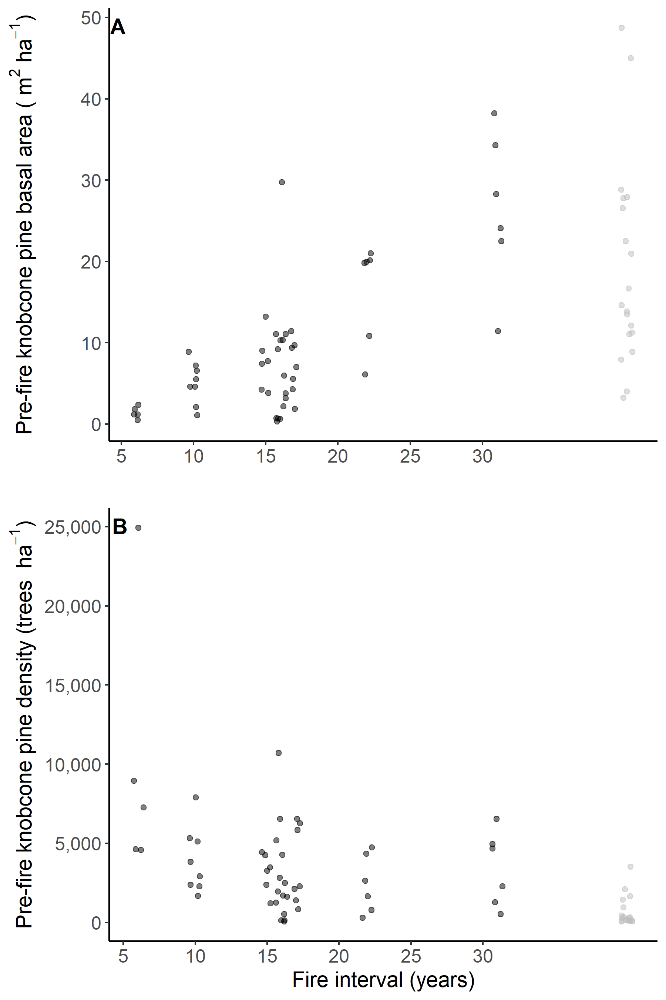 A
Pre-fire knobcone pine basal area ( m² ha⁻¹)
50
40
30
20
10
0
5 10 15 20 25 30
B
Pre-fire knobcone pine density (trees ha⁻¹)
25,000
20,000
15,000
10,000
5,000
0
5 10 15 20 25 30
Fire interval (years)